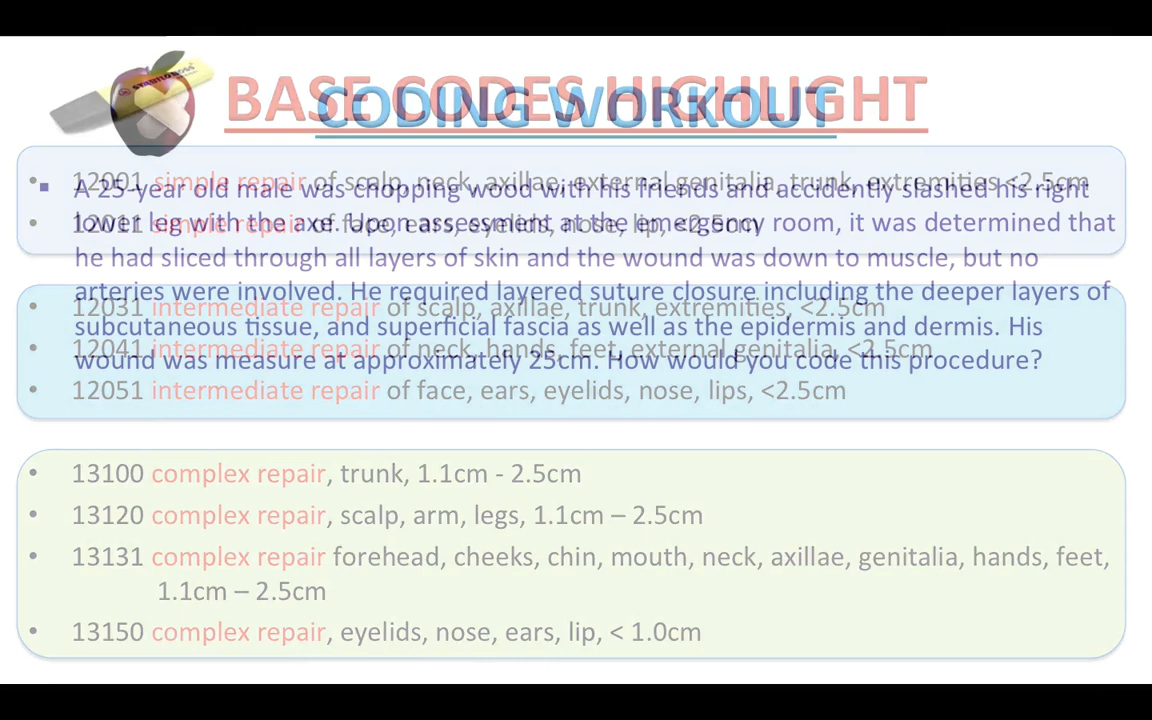 STABILO BOSS
BASE CODES HIGHLIGHT
CODING WORKOUT
• 12001 simple repair of scalp, neck, axillae, external genitalia, trunk, extremities <2.5cm
▪ A 25-year old male was chopping wood with his friends and accidently slashed his right
• 12011 simple repair of face, ears, eyelids, nose, lip, <2.5cm
lower leg with the axe. Upon assessment at the emergency room, it was determined that
he had sliced through all layers of skin and the wound was down to muscle, but no
arteries were involved. He required layered suture closure including the deeper layers of
• 12031 intermediate repair of scalp, axillae, trunk, extremities, <2.5cm
subcutaneous tissue, and superficial fascia as well as the epidermis and dermis. His
• 12041 intermediate repair of neck, hands, feet, external genitalia, <2.5cm
wound was measure at approximately 25cm. How would you code this procedure?
• 12051 intermediate repair of face, ears, eyelids, nose, lips, <2.5cm
• 13100 complex repair, trunk, 1.1cm - 2.5cm
• 13120 complex repair, scalp, arm, legs, 1.1cm – 2.5cm
• 13131 complex repair forehead, cheeks, chin, mouth, neck, axillae, genitalia, hands, feet,
1.1cm – 2.5cm
• 13150 complex repair, eyelids, nose, ears, lip, < 1.0cm